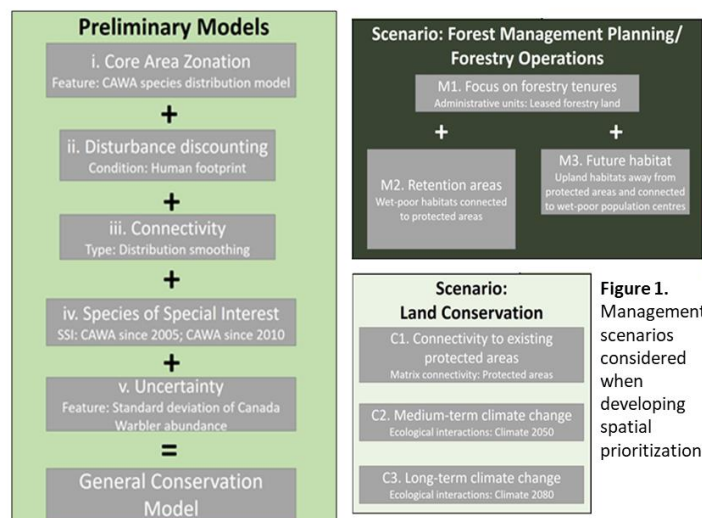 Preliminary Models
i. Core Area Zonation
Feature: CAWA species distribution model
+
ii. Disturbance discounting
Condition: Human footprint
+
iii. Connectivity
Type: Distribution smoothing
+
iv. Species of Special Interest
SSI: CAWA since 2005; CAWA since 2010
+
v. Uncertainty
Feature: Standard deviation of Canada
Warbler abundance
=
General Conservation
Model
Scenario: Forest Management Planning/
Forestry Operations
M1. Focus on forestry tenures
Administrative units: Leased forestry land
+ +
M2. Retention areas
Wet-poor habitats connected
to protected areas
M3. Future habitat
Upland habitats away from
protected areas and connected
to wet-poor population centres
Scenario:
Land Conservation
C1. Connectivity to existing
protected areas
Matrix connectivity: Protected areas
C2. Medium-term climate change
Ecological interactions: Climate 2050
C3. Long-term climate change
Ecological interactions: Climate 2080
Figure 1.
Management
scenarios
considered
when
developing
spatial
prioritization